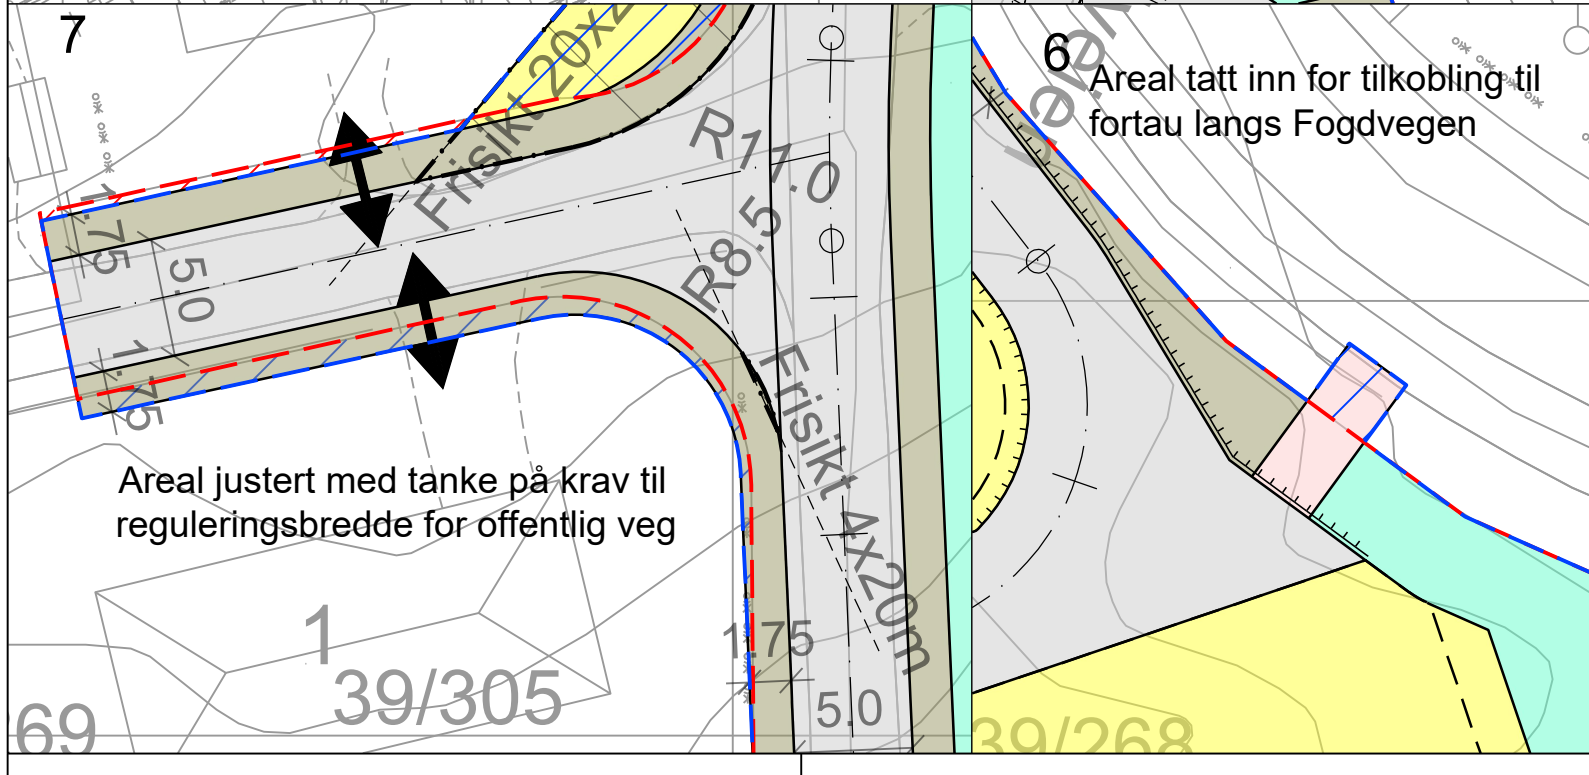 7
Frisikt 20x2
R11.0
R8.5
1.75
5.0
1.75
Areal justert med tanke på krav til
reguleringsbredde for offentlig veg
Frisikt 4x20m
1
39/305
1.75
5.0
69
6
Areal tatt inn for tilkobling til
fortau langs Fogdvegen
39/268